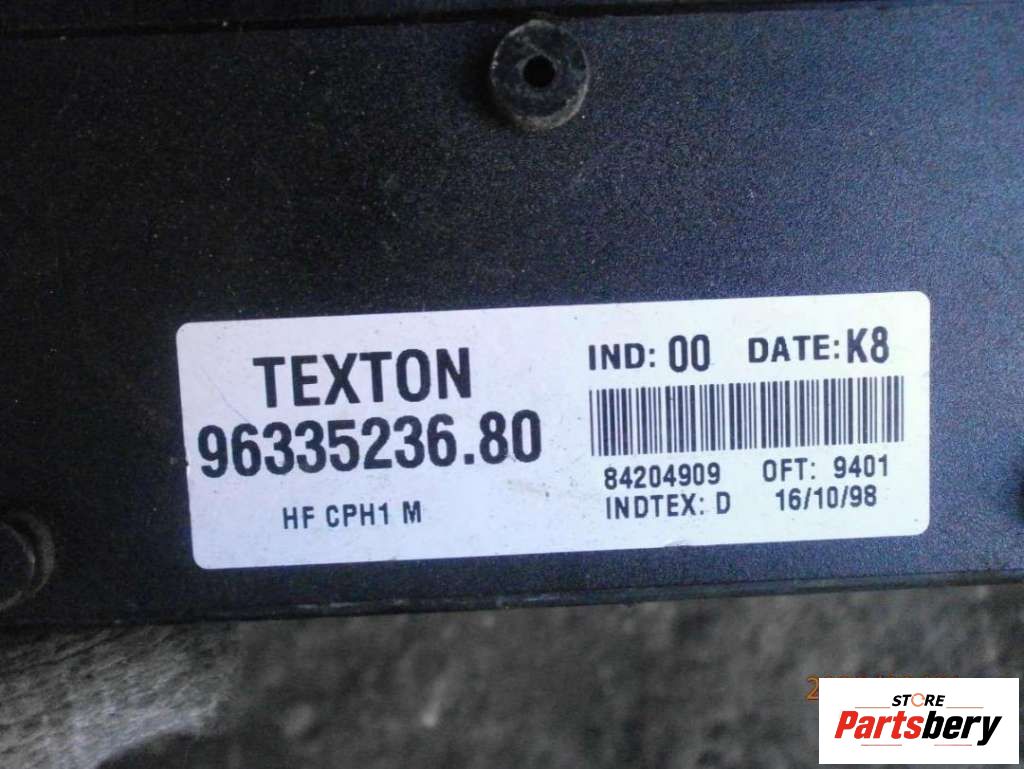 TEXTON
96335236.80
HF CPH1 M
IND: 00 DATE: K8
84204909 OFT: 9401
INDTEX: D 16/10/98
STORE
Partsbery